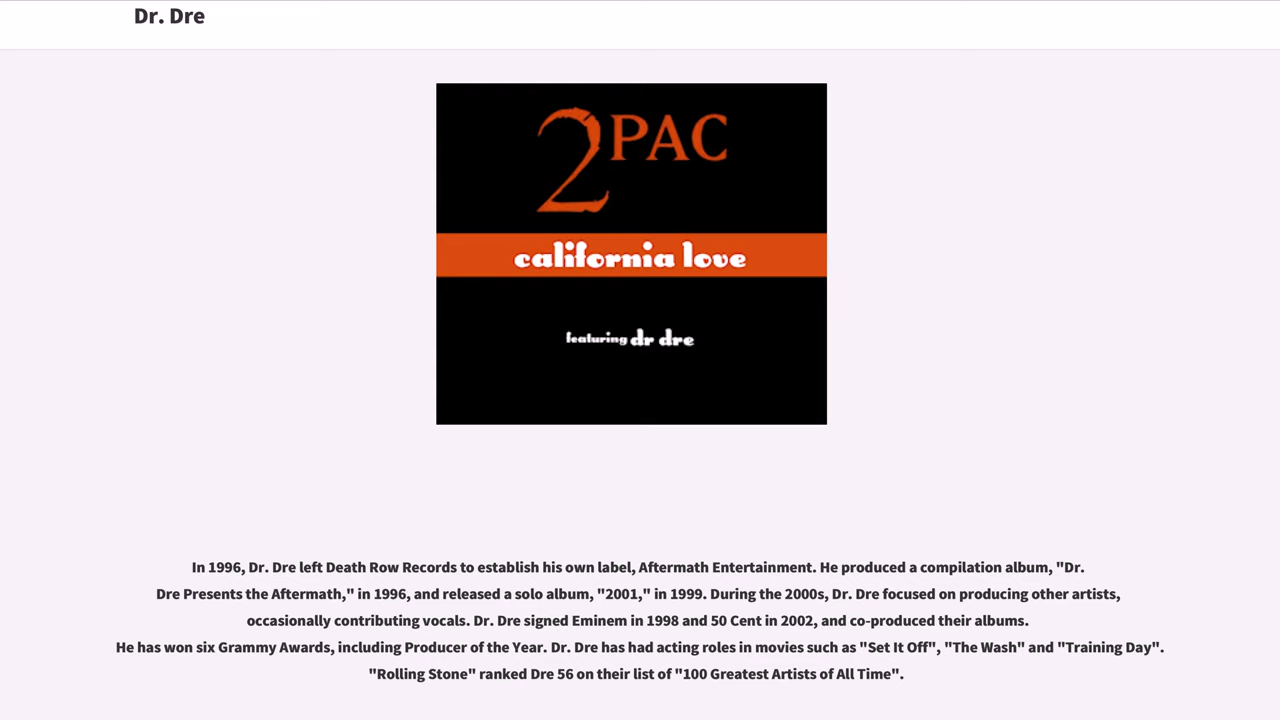 Dr. Dre
2PAC
california love
featuring dr dre
In 1996, Dr. Dre left Death Row Records to establish his own label, Aftermath Entertainment. He produced a compilation album, "Dr.
Dre Presents the Aftermath," in 1996, and released a solo album, "2001," in 1999. During the 2000s, Dr. Dre focused on producing other artists,
occasionally contributing vocals. Dr. Dre signed Eminem in 1998 and 50 Cent in 2002, and co-produced their albums.
He has won six Grammy Awards, including Producer of the Year. Dr. Dre has had acting roles in movies such as "Set It Off", "The Wash" and "Training Day".
"Rolling Stone" ranked Dre 56 on their list of "100 Greatest Artists of All Time".